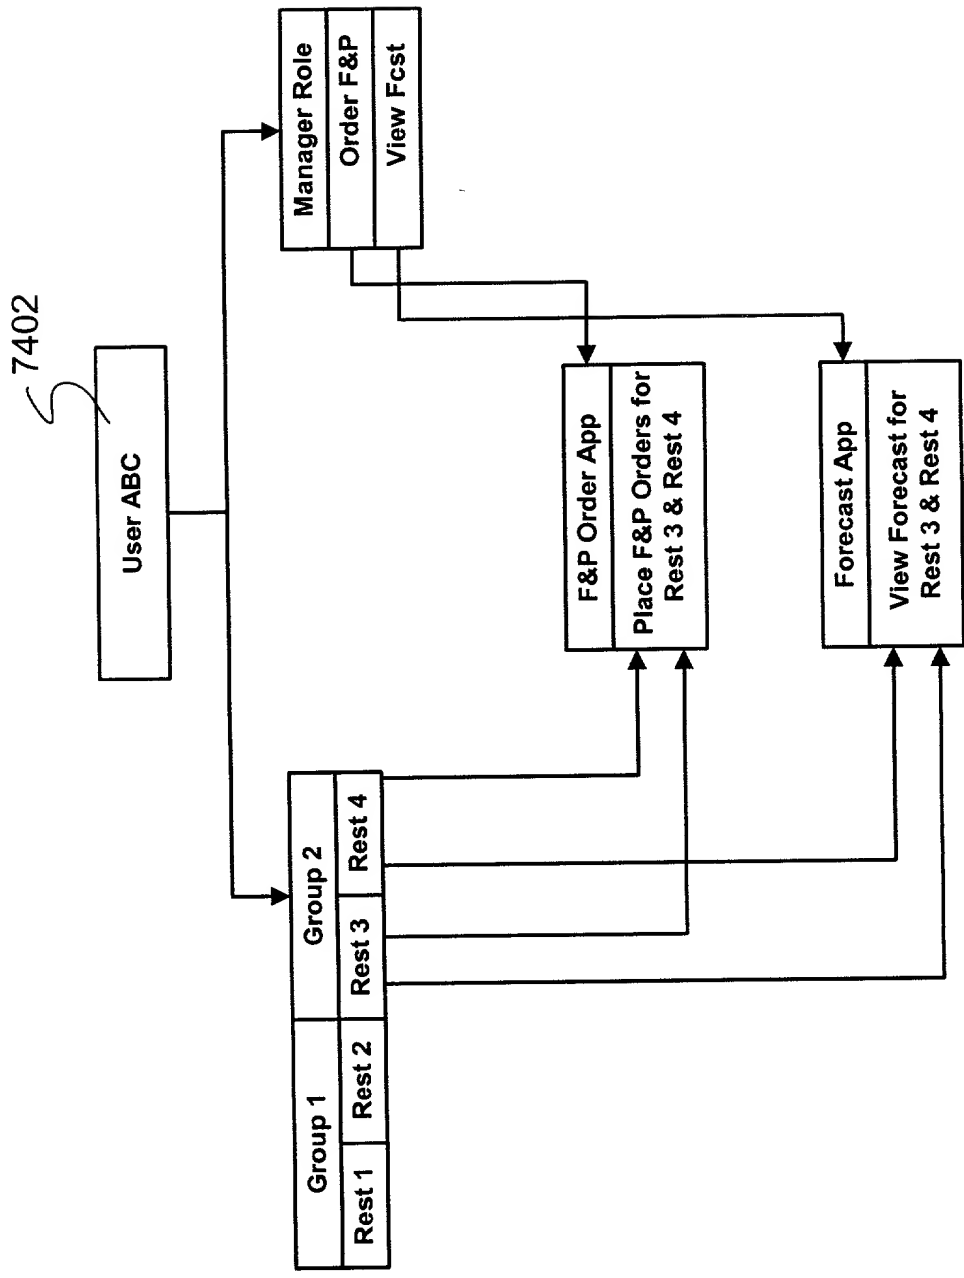 7402
User ABC
Group 1
Group 2
Rest 1
Rest 2
Rest 3
Rest 4
Manager Role
Order F&P
View Fcst
F&P Order App
Place F&P Orders for
Rest 3 & Rest 4
Forecast App
View Forecast for
Rest 3 & Rest 4